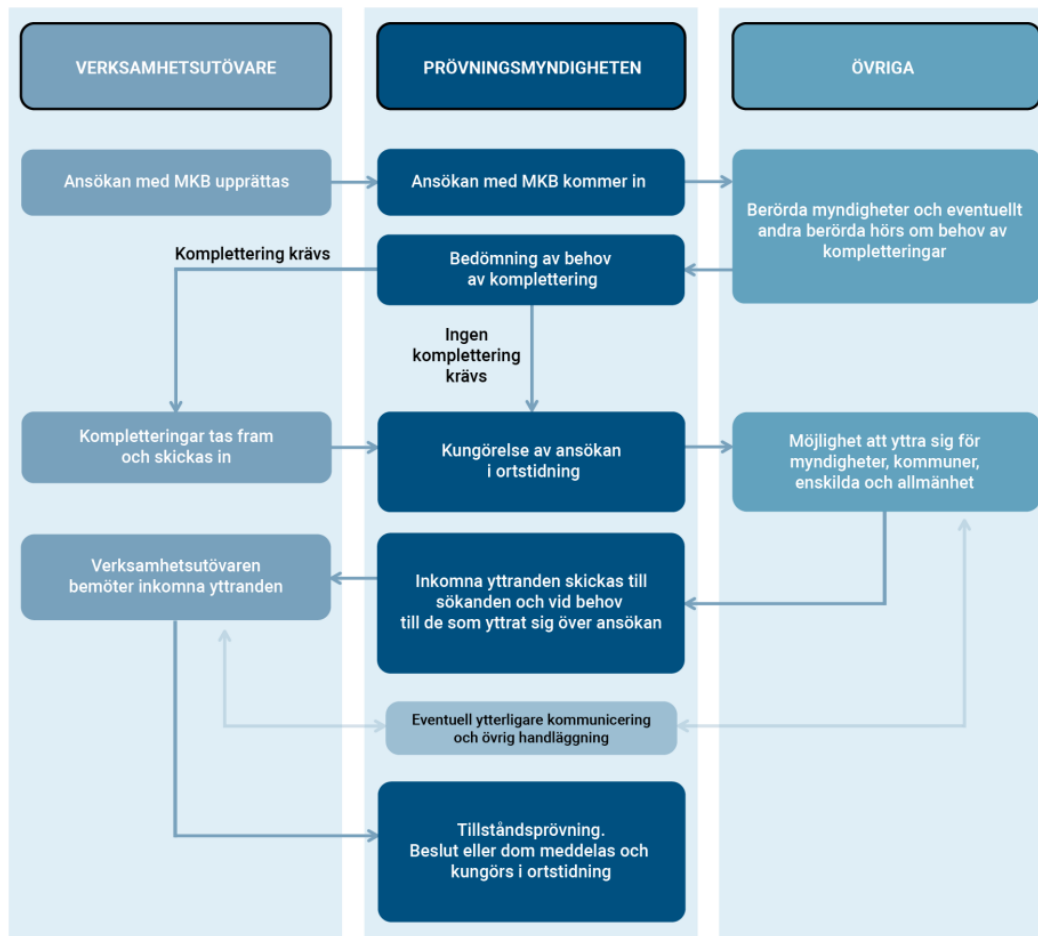 VERKSAMHETSUTÖVARE
PRÖVNINGSMYNDIGHETEN
ÖVRIGA
Ansökan med MKB upprättas
Ansökan med MKB kommer in
Berörda myndigheter och eventuellt
andra berörda hörs om behov av
kompletteringar
Komplettering krävs
Bedömning av behov
av komplettering
Ingen
komplettering
krävs
Kompletteringar tas fram
och skickas in
Kungörelse av ansökan
i ortstidning
Möjlighet att yttra sig för
myndigheter, kommuner,
enskilda och allmänhet
Verksamhetsutövaren
bemöter inkomna yttranden
Inkomna yttranden skickas till
sökanden och vid behov
till de som yttrat sig över ansökan
Eventuell ytterligare kommunicering
och övrig handläggning
Tillståndsprövning.
Beslut eller dom meddelas och
kungörs i ortstidning